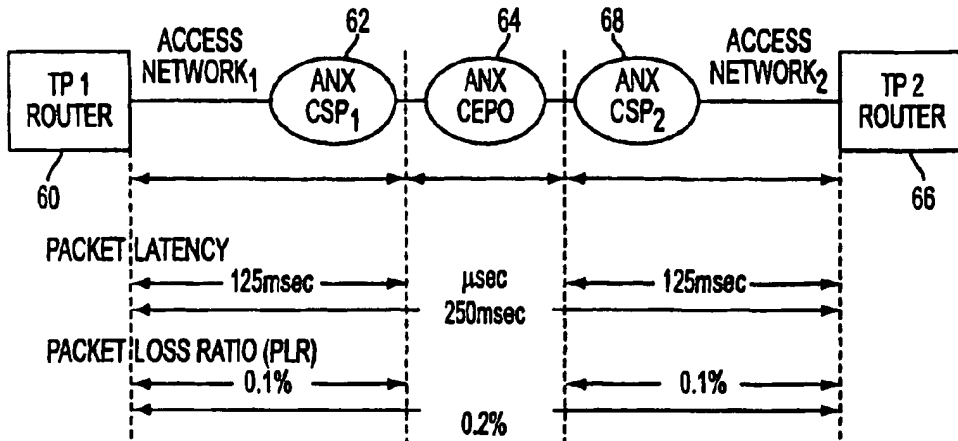 62 64 68
ACCESS NETWORK₁
ACCESS NETWORK₂
TP 1 ROUTER
ANX CSP₁
ANX CEPO
ANX CSP₂
TP 2 ROUTER
60 66
PACKET LATENCY
125msec µsec 125msec
250msec
PACKET LOSS RATIO (PLR)
0.1% 0.1%
0.2%